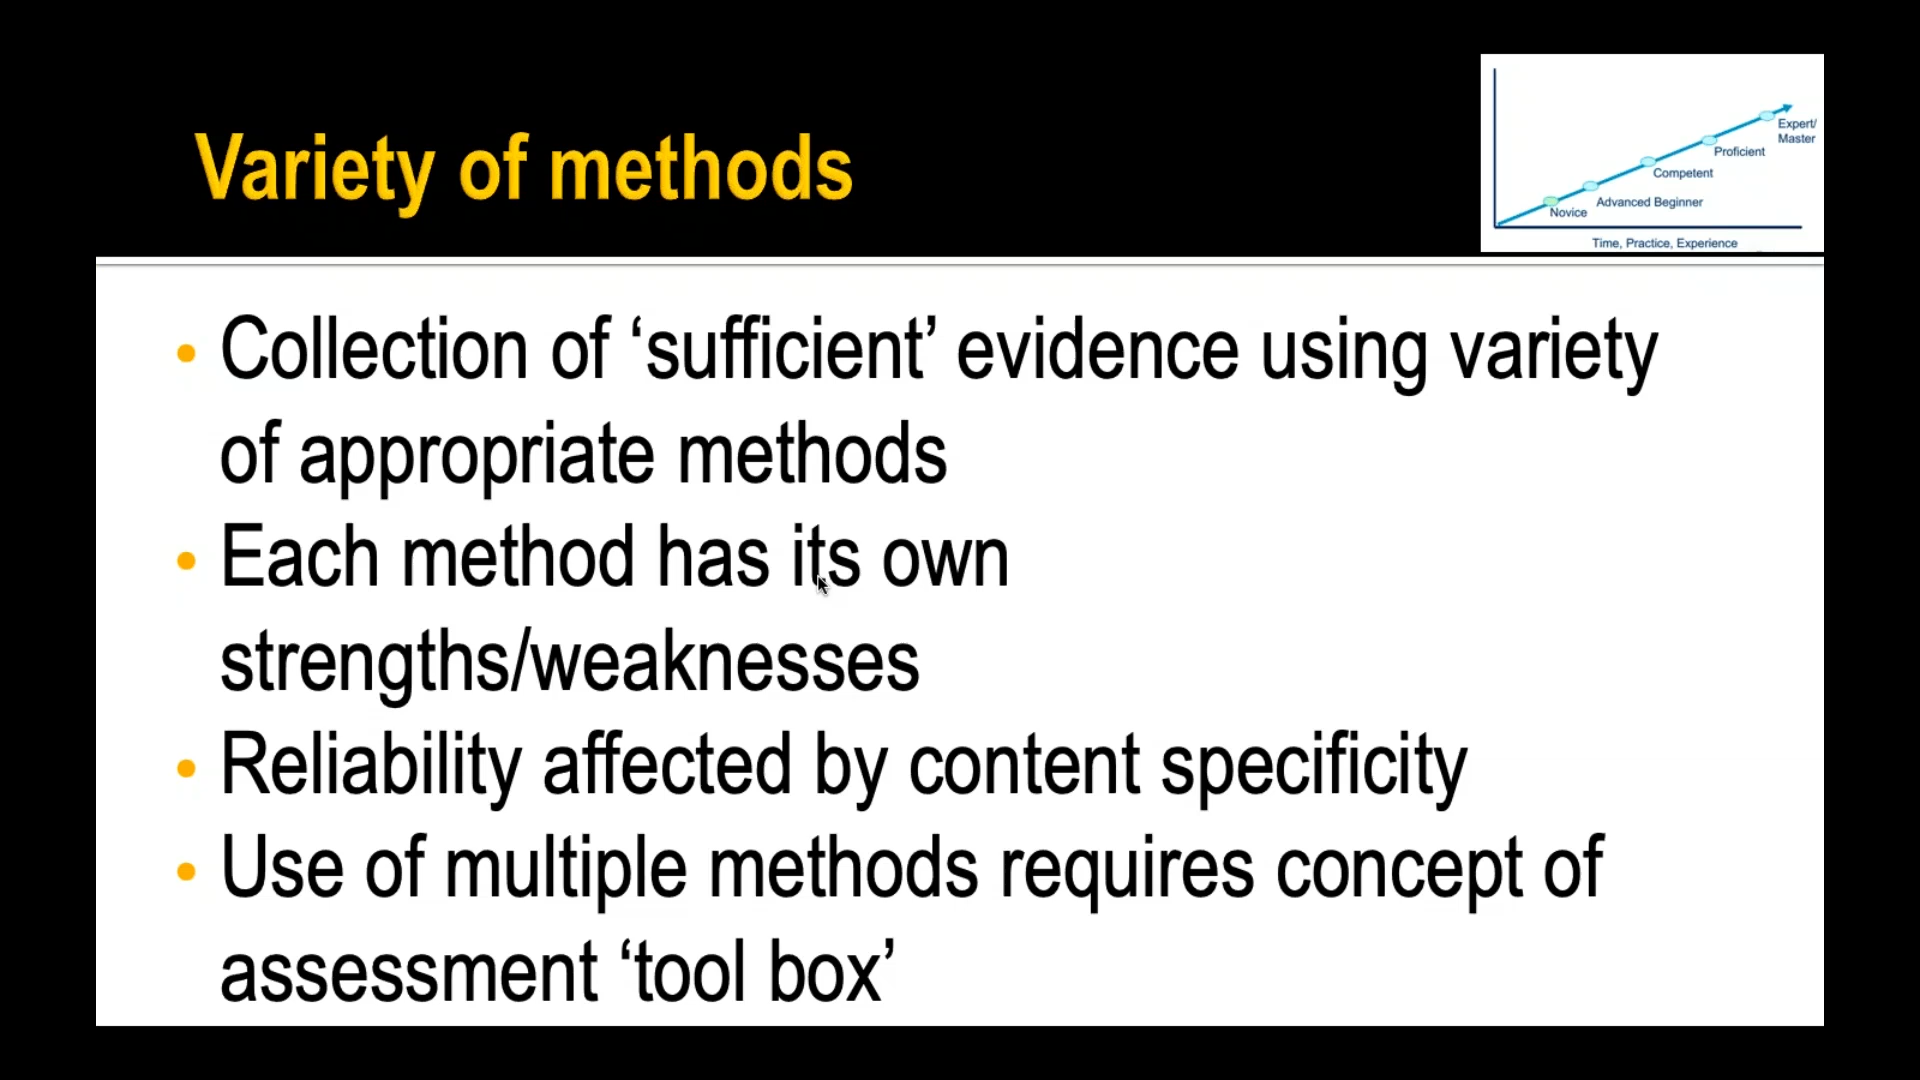 Variety of methods
Expert/
Master
Proficient
Competent
Advanced Beginner
Novice
Time, Practice, Experience
• Collection of ‘sufficient’ evidence using variety
of appropriate methods
• Each method has its own
strengths/weaknesses
• Reliability affected by content specificity
• Use of multiple methods requires concept of
assessment ‘tool box’